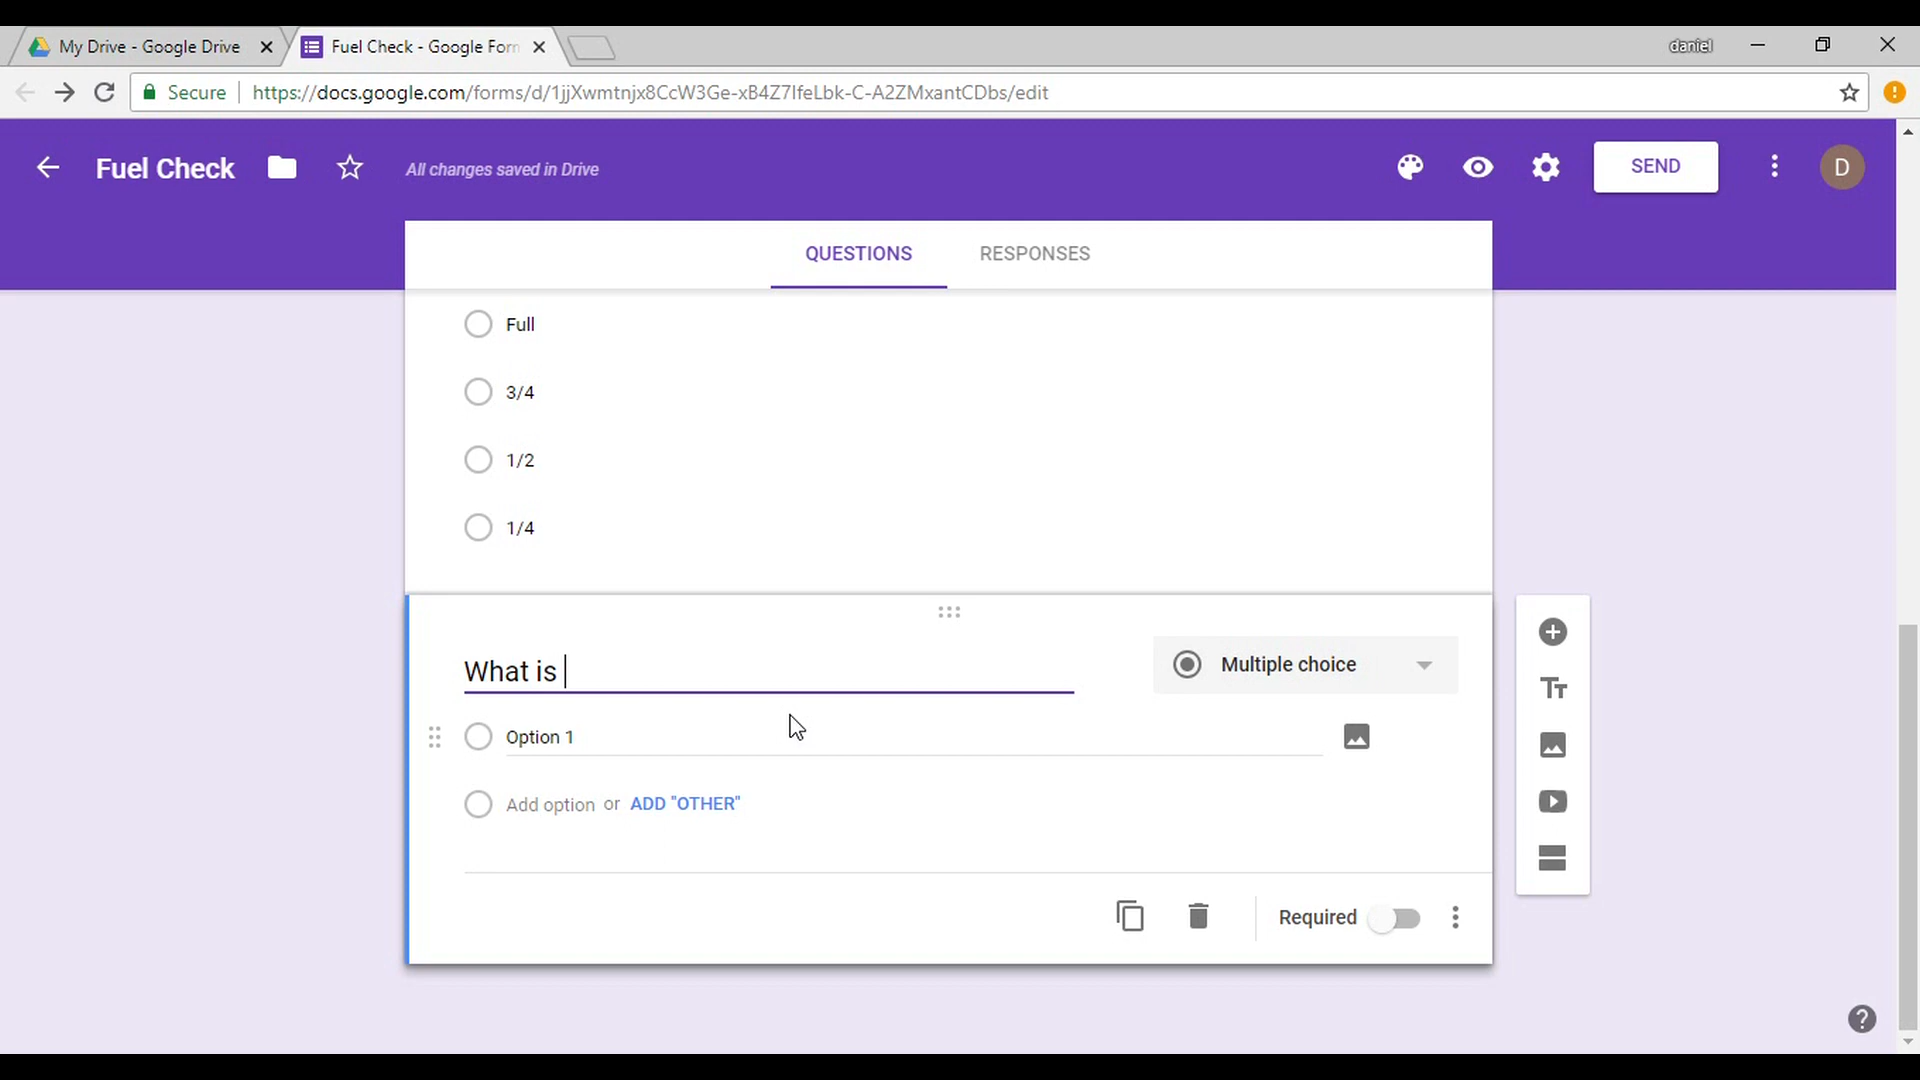 My Drive - Google Drive
Fuel Check - Google Forn
daniel
Secure
https://docs.google.com/forms/d/1jjXwmtnjx8CcW3Ge-xB4Z7IfeLbk-C-A2ZMxantCDbs/edit
Fuel Check
All changes saved in Drive
SEND
D
QUESTIONS
RESPONSES
Full
3/4
1/2
1/4
What is
Multiple choice
Option 1
Add option or ADD "OTHER"
Required